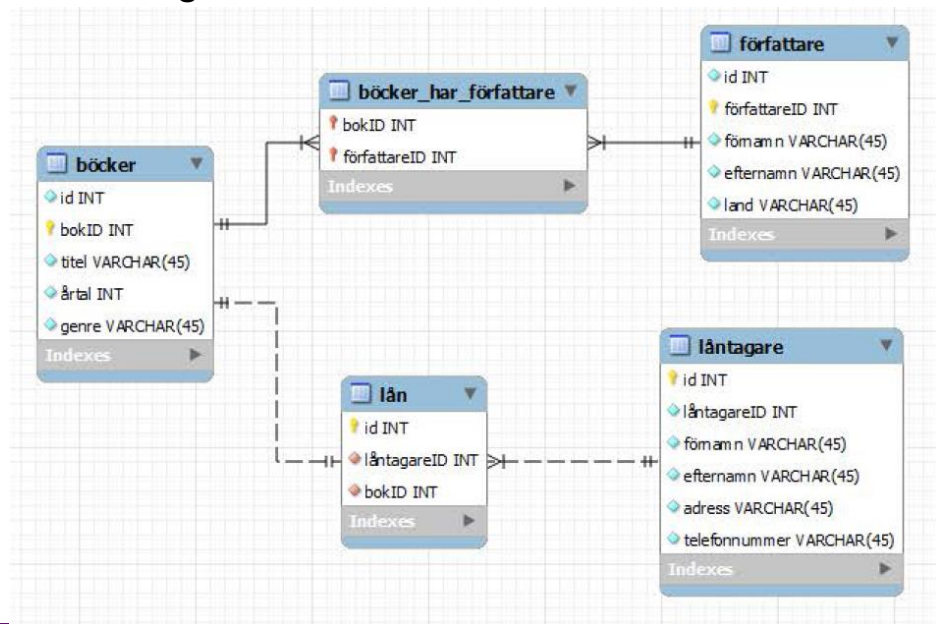 böcker
id INT
bokID INT
titel VARCHAR(45)
årtal INT
genre VARCHAR(45)
Indexes
böcker_har_författare
bokID INT
författareID INT
Indexes
författare
id INT
författareID INT
förnamn VARCHAR(45)
efternamn VARCHAR(45)
land VARCHAR(45)
Indexes
lån
id INT
låntagareID INT
bokID INT
Indexes
låntagare
id INT
låntagareID INT
förnamn VARCHAR(45)
efternamn VARCHAR(45)
adress VARCHAR(45)
telefonnummer VARCHAR(45)
Indexes